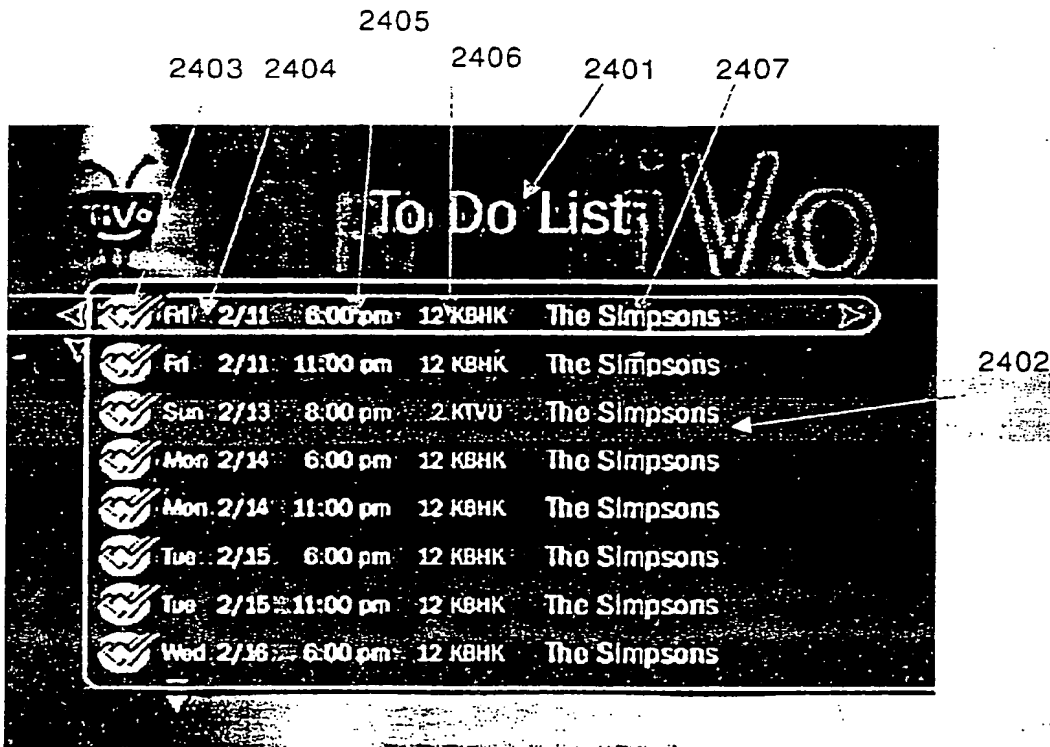 2405
2403 2404 2406 2401 2407
TiVo To Do List iVo
Fri 2/11 6:00 pm 12 KBHK The Simpsons
Fri 2/11 11:00 pm 12 KBHK The Simpsons
2402
Sun 2/13 8:00 pm 2 KTVU The Simpsons
Mon 2/14 6:00 pm 12 KBHK The Simpsons
Mon 2/14 11:00 pm 12 KBHK The Simpsons
Tue 2/15 6:00 pm 12 KBHK The Simpsons
Tue 2/15 11:00 pm 12 KBHK The Simpsons
Wed 2/16 6:00 pm 12 KBHK The Simpsons